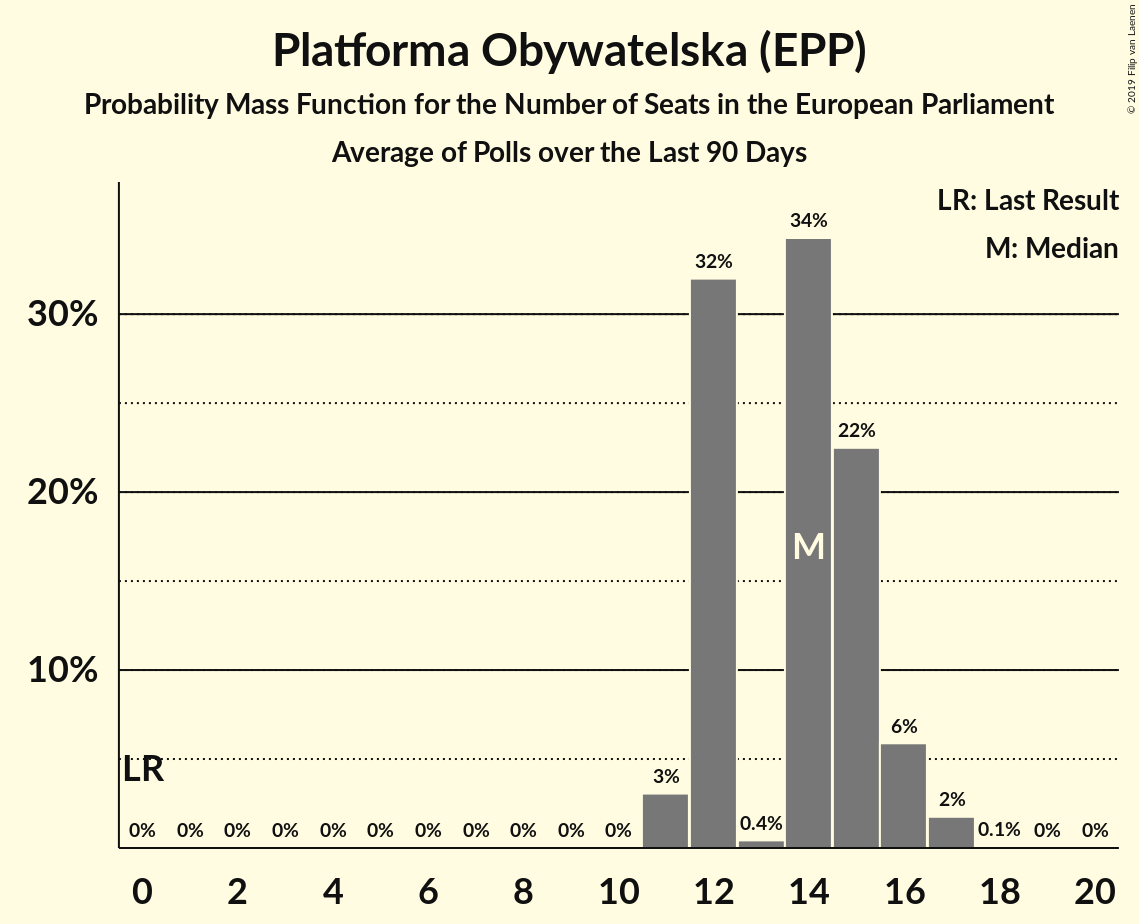 Platforma Obywatelska (EPP)
Probability Mass Function for the Number of Seats in the European Parliament
Average of Polls over the Last 90 Days
© 2019 Filip van Laenen
LR: Last Result
M: Median
34%
32%
30%
22%
20%
M
10%
6%
LR
3%
2%
0% 0% 0% 0% 0% 0% 0% 0% 0% 0% 0% 0.4% 0.1% 0% 0%
0 2 4 6 8 10 12 14 16 18 20